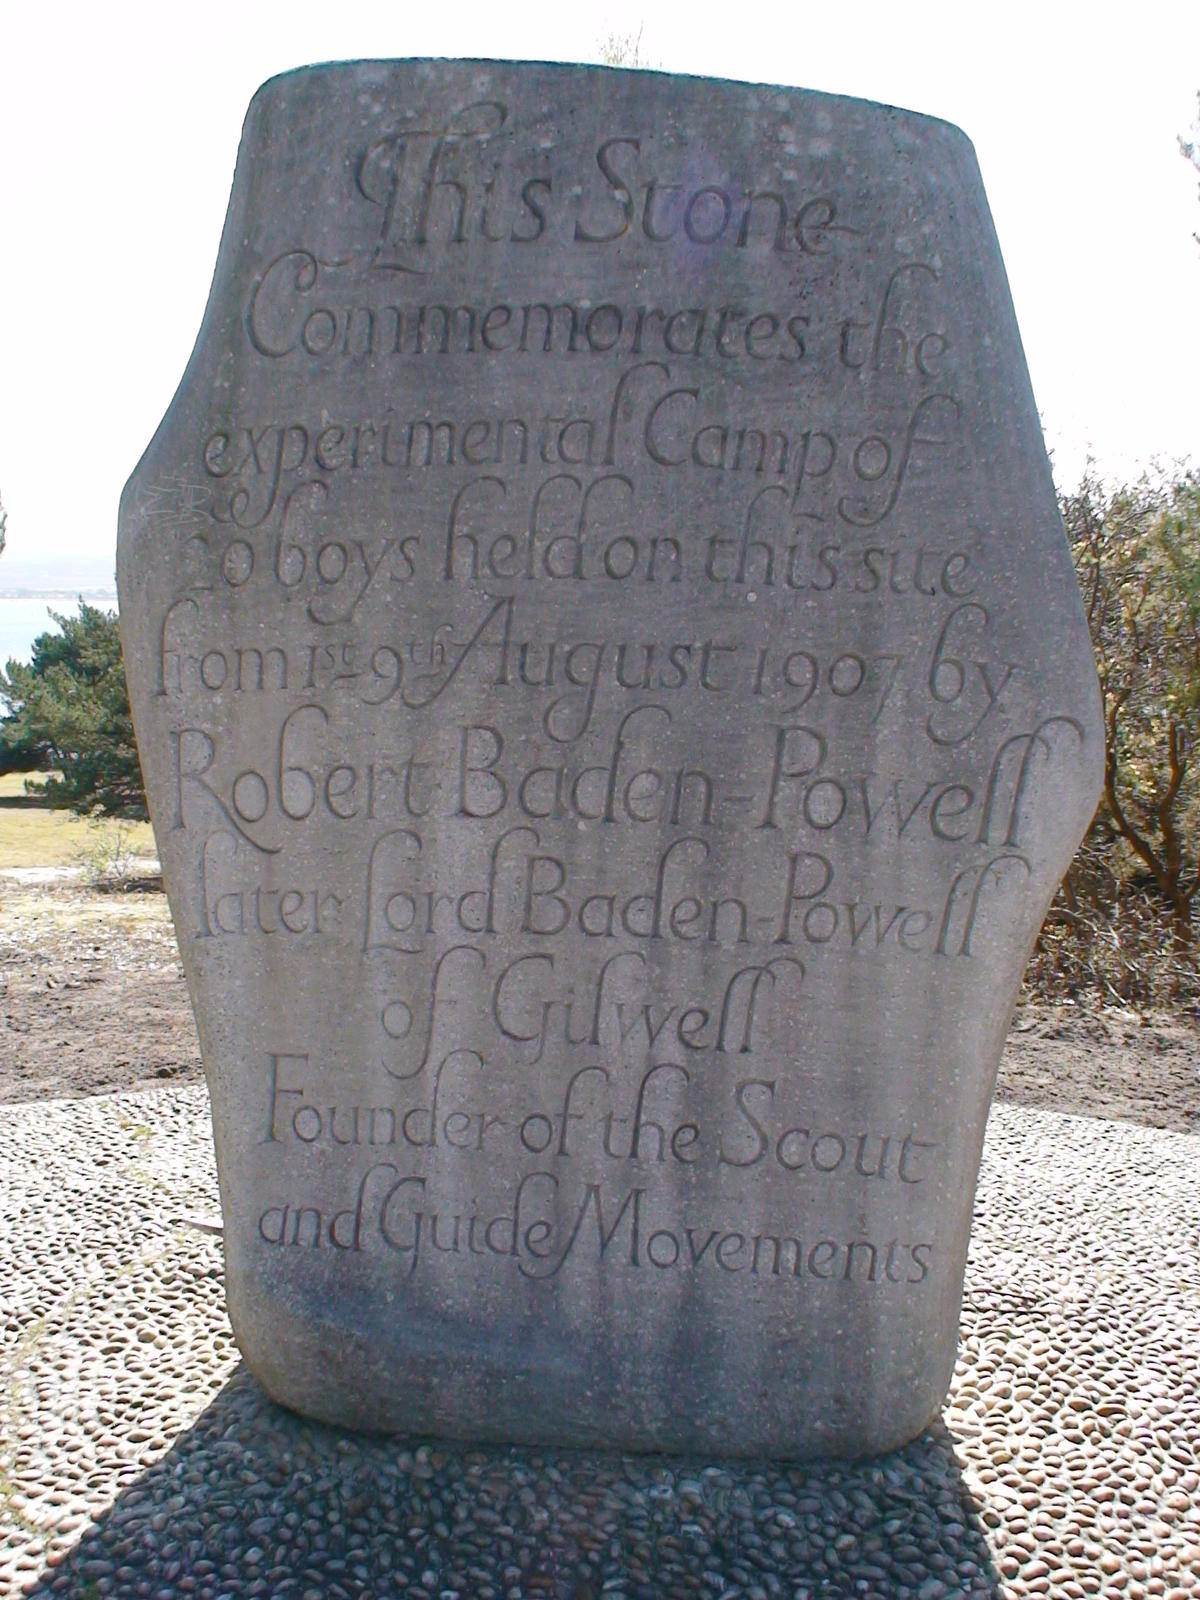 This Stone
Commemorates the
experimental Camp of
20 boys held on this site
from 1st-9th August 1907 by
Robert Baden-Powell
later Lord Baden-Powell
of Gilwell
Founder of the Scout
and Guide Movements